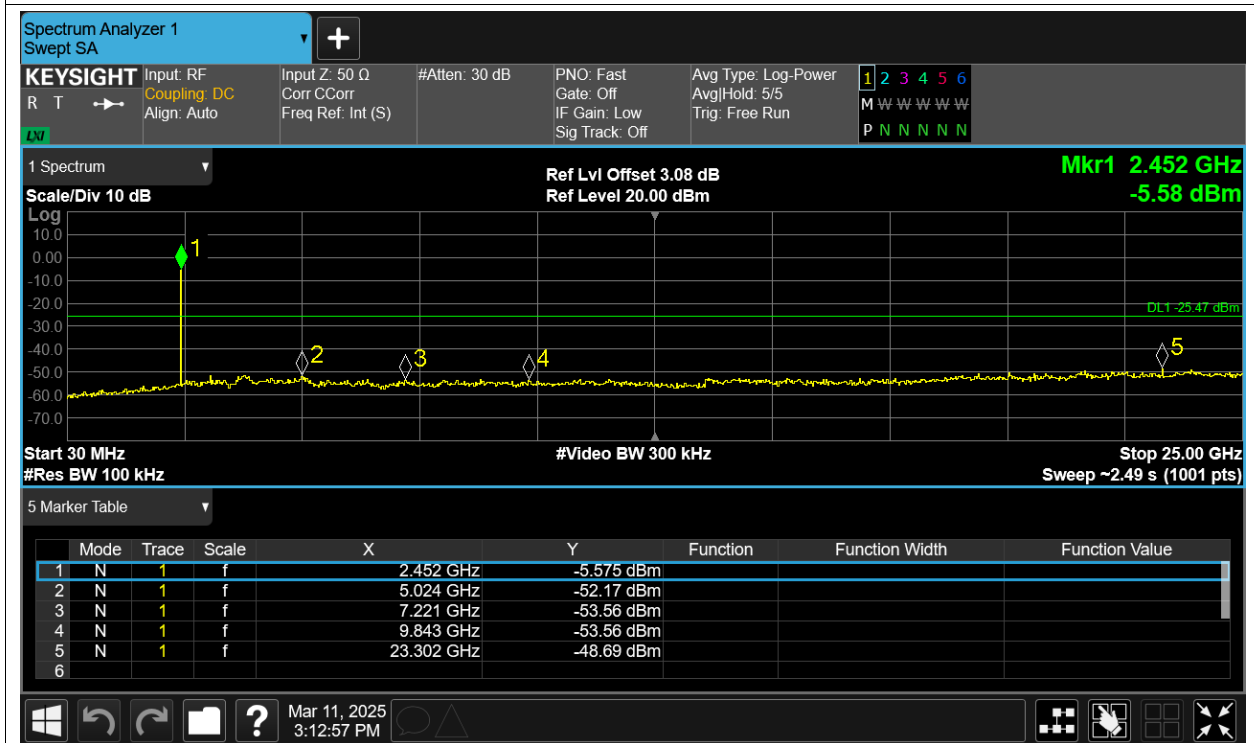 Spectrum Analyzer 1
Swept SA
KEYSIGHT Input: RF Input Z: 50 Ω #Atten: 30 dB PNO: Fast Avg Type: Log-Power 1 2 3 4 5 6
R T Coupling: DC Corr CCorr Gate: Off Avg|Hold: 5/5 M W W W W W W
Align: Auto Freq Ref: Int (S) IF Gain: Low Trig: Free Run
LXI Sig Track: Off P N N N N N
1 Spectrum Ref Lvl Offset 3.08 dB Mkr1 2.452 GHz
Scale/Div 10 dB Ref Level 20.00 dBm -5.58 dBm
Log
10.0
0.00 1
-10.0
-20.0 DL1 -25.47 dBm
-30.0
-40.0 2 3 4 5
-50.0
-60.0
-70.0
Start 30 MHz #Video BW 300 kHz Stop 25.00 GHz
#Res BW 100 kHz Sweep ~2.49 s (1001 pts)
5 Marker Table
Mode Trace Scale X Y Function Function Width Function Value
1 N 1 f 2.452 GHz -5.575 dBm
2 N 1 f 5.024 GHz -52.17 dBm
3 N 1 f 7.221 GHz -53.56 dBm
4 N 1 f 9.843 GHz -53.56 dBm
5 N 1 f 23.302 GHz -48.69 dBm
6
? Mar 11, 2025
3:12:57 PM